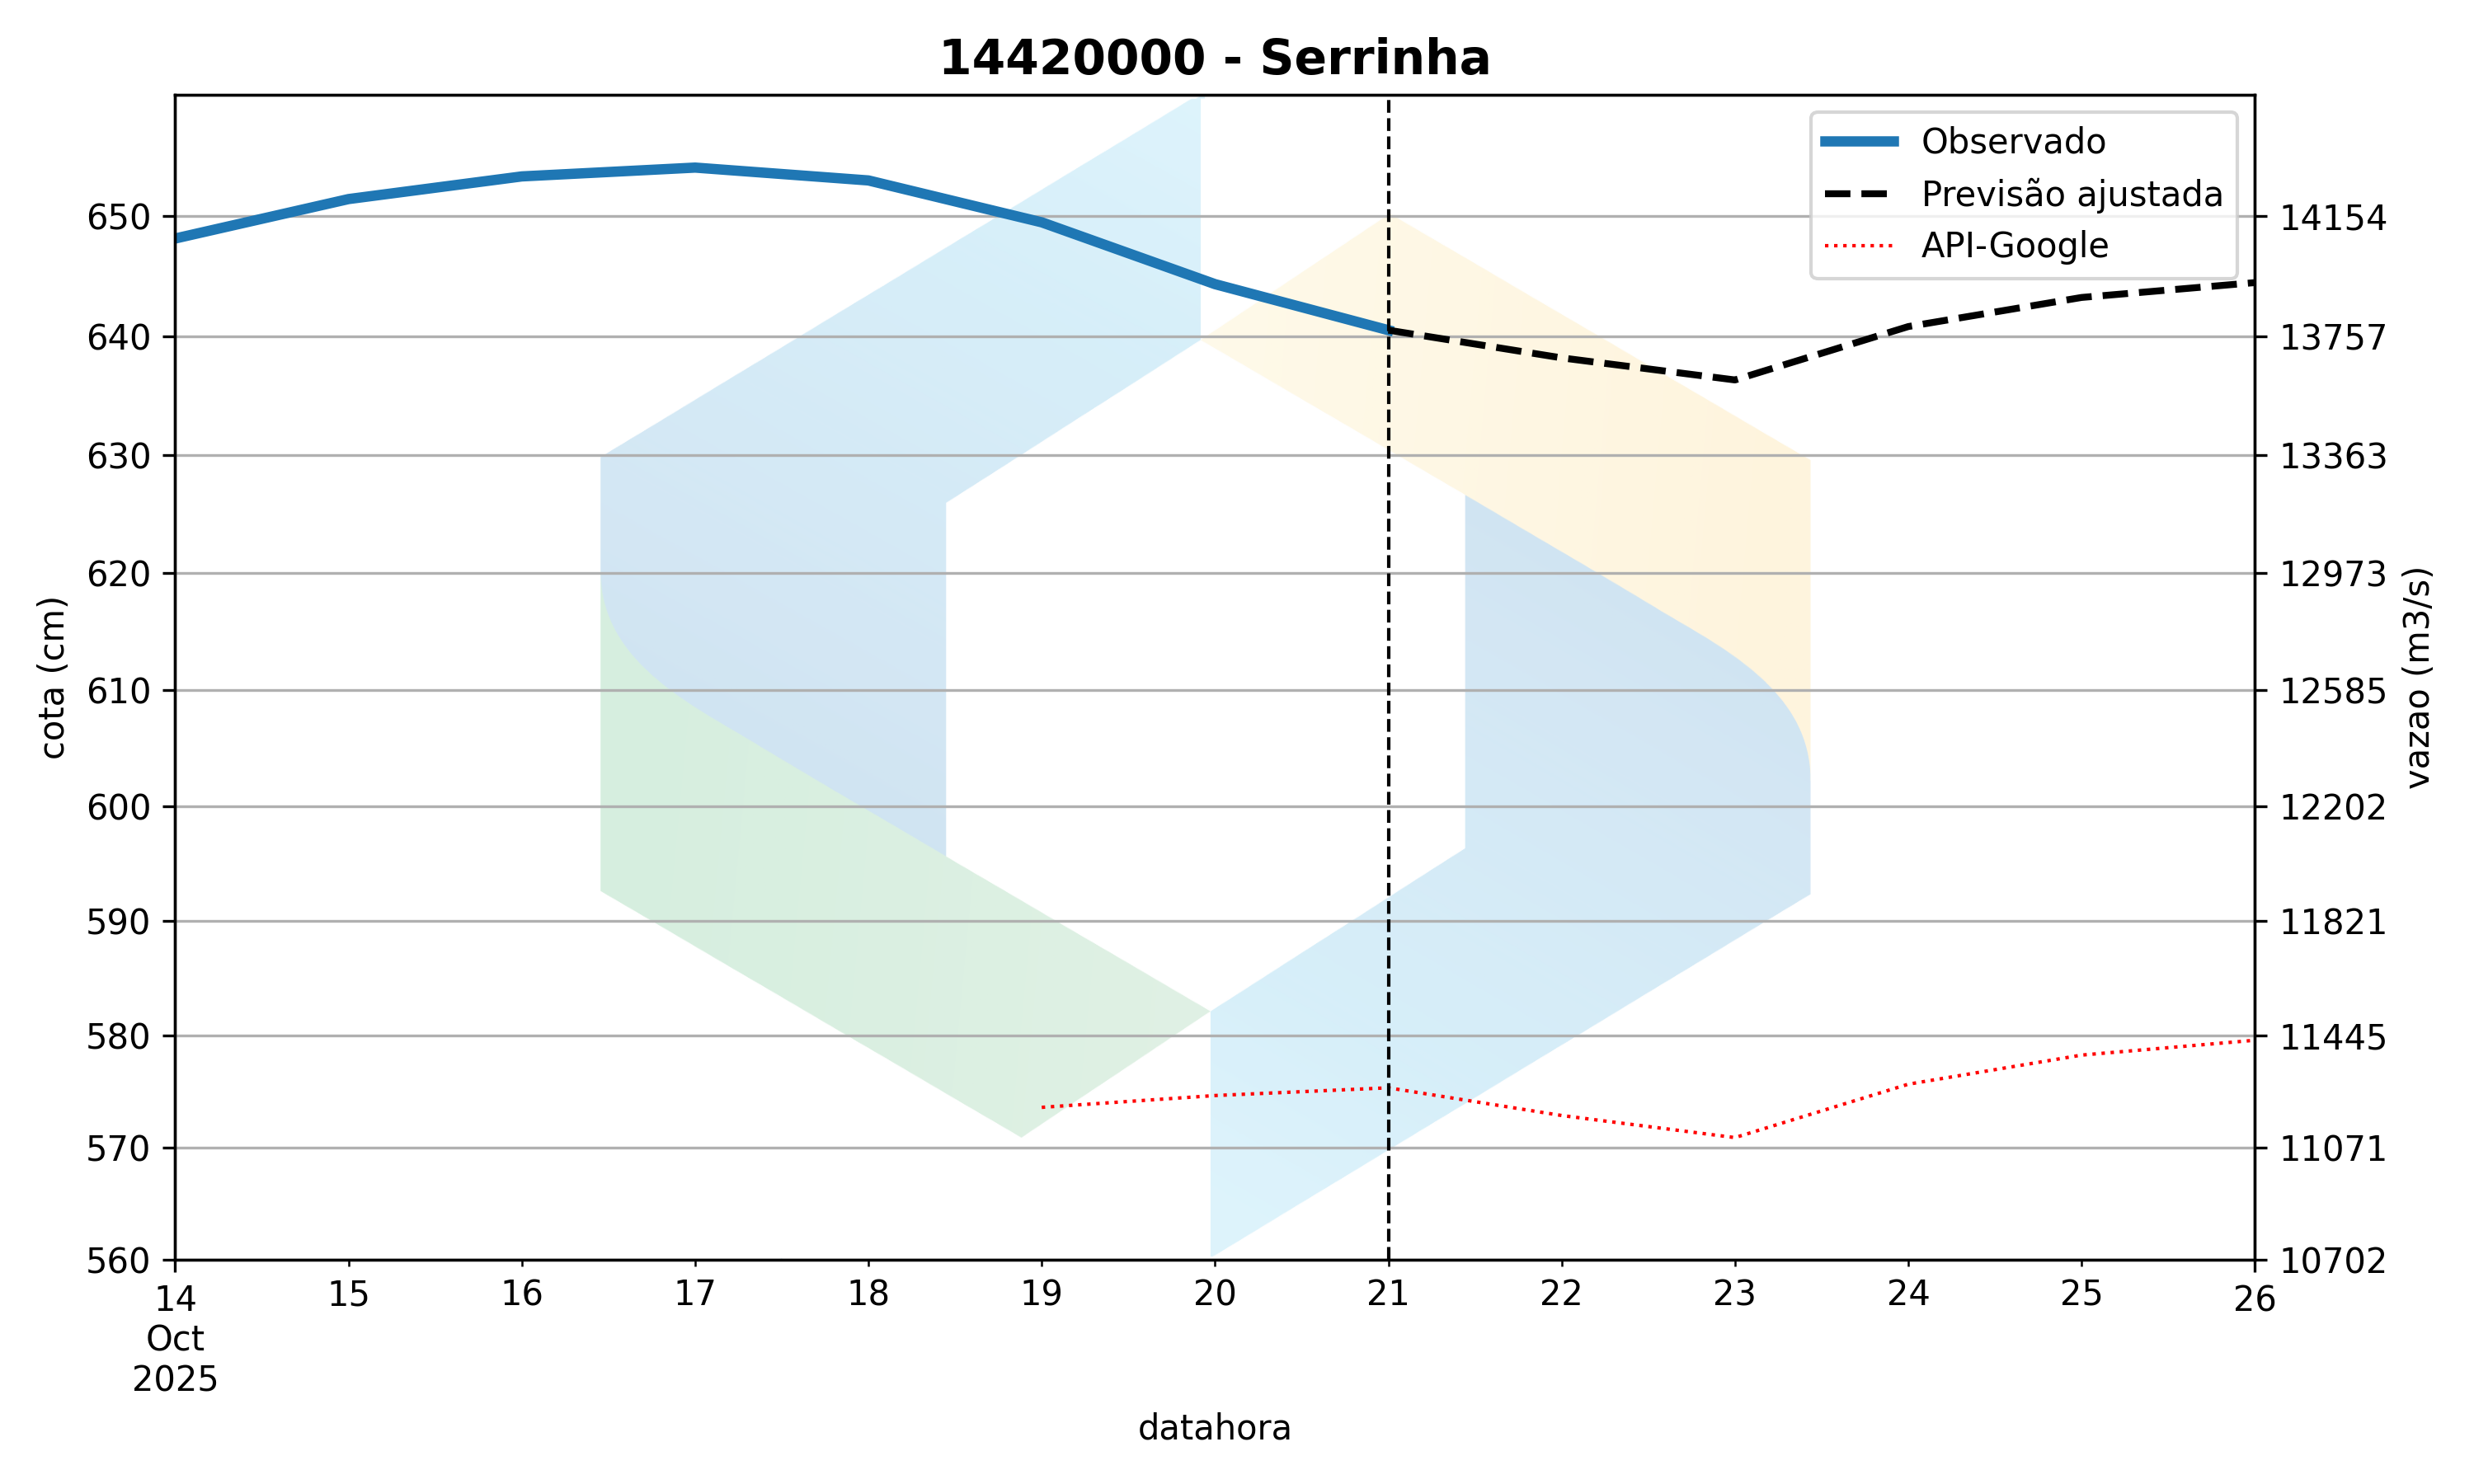 14420000 - Serrinha
Observado
Previsão ajustada
API-Google
650
640
630
620
610
600
590
580
570
560
cota (cm)
14154
13757
13363
12973
12585
12202
11821
11445
11071
10702
vazao (m3/s)
14 15 16 17 18 19 20 21 22 23 24 25 26
Oct
2025
datahora